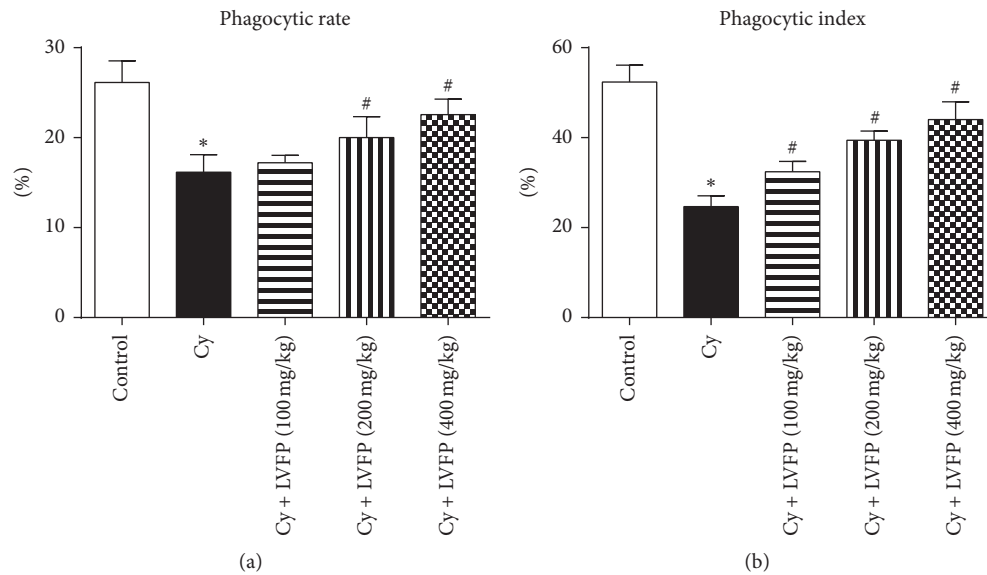 Phagocytic rate
30
20
10
0
(%)
*
#
#
Control
Cy
Cy + LVFP (100 mg/kg)
Cy + LVFP (200 mg/kg)
Cy + LVFP (400 mg/kg)
(a)
Phagocytic index
60
40
20
0
(%)
*
#
#
#
Control
Cy
Cy + LVFP (100 mg/kg)
Cy + LVFP (200 mg/kg)
Cy + LVFP (400 mg/kg)
(b)